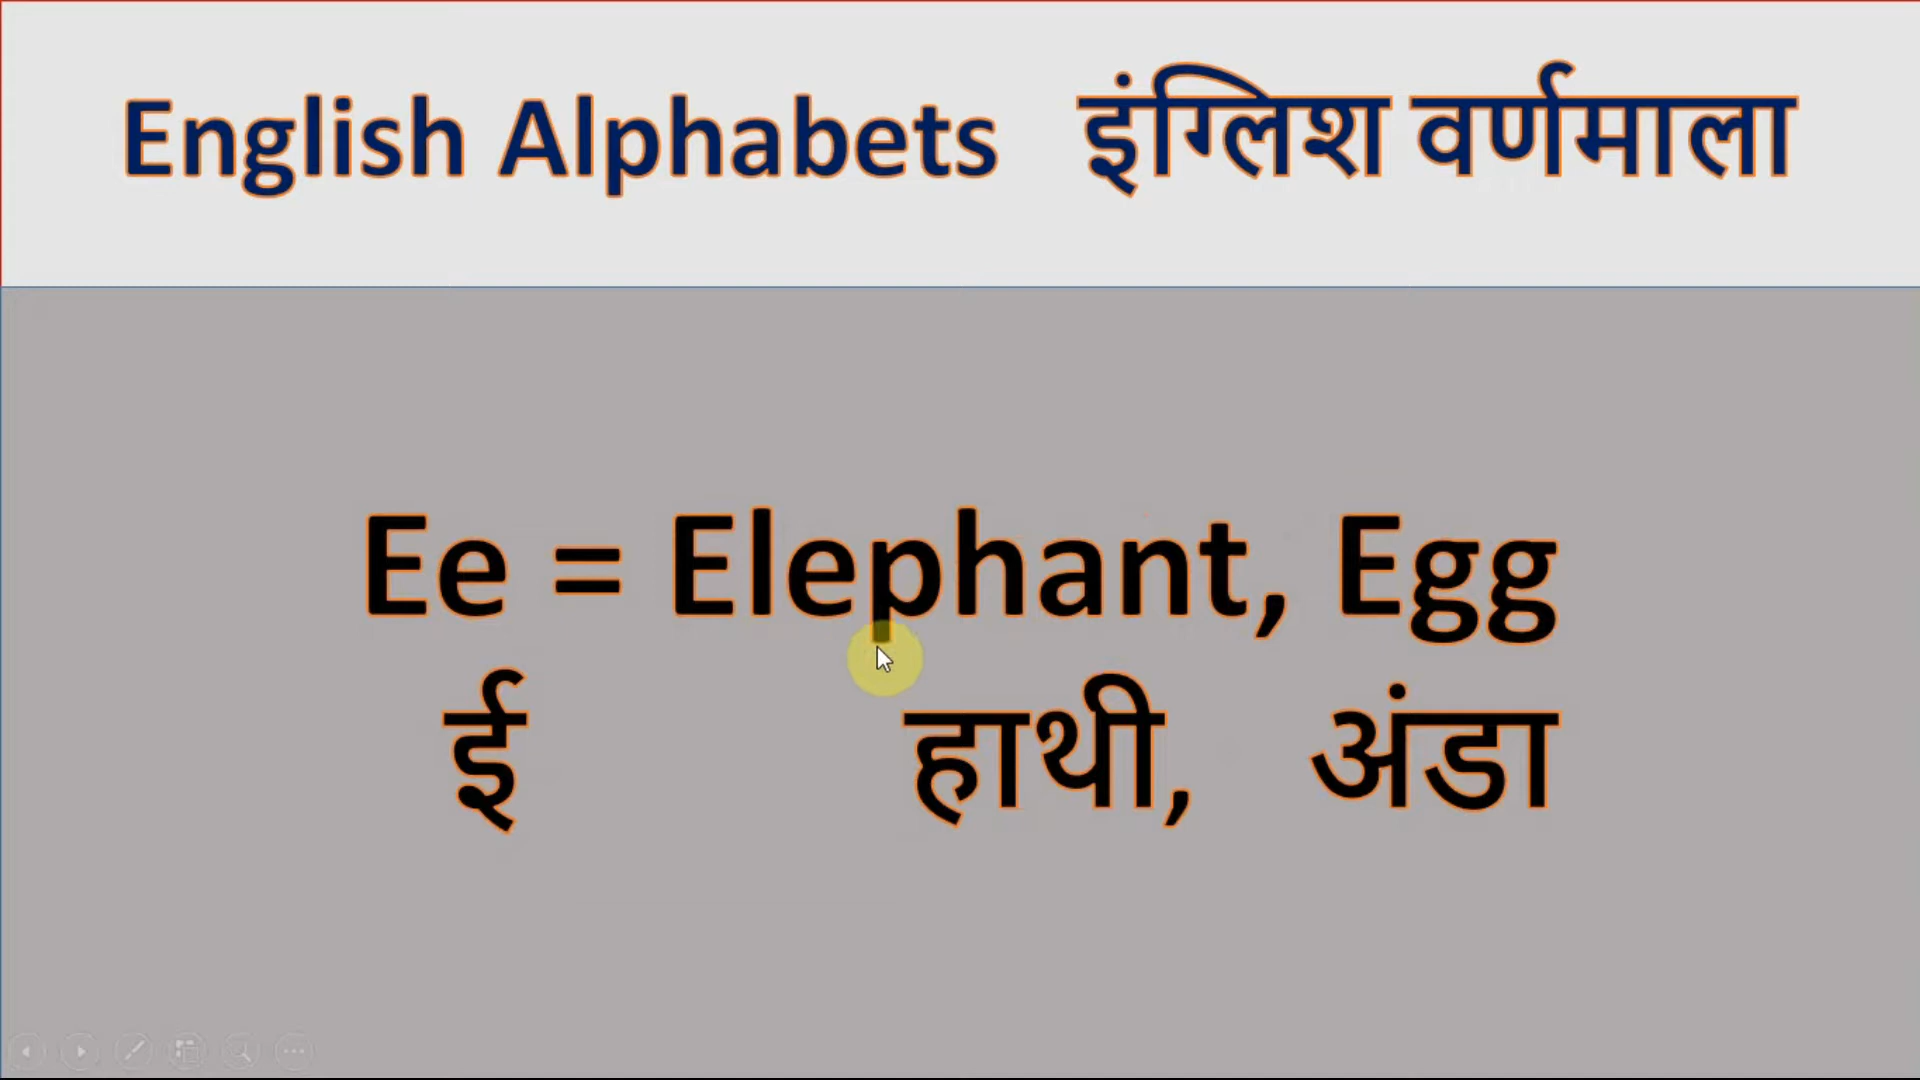 English Alphabets इंग्लिश वर्णमाला
Ee = Elephant, Egg
ई हाथी, अंडा